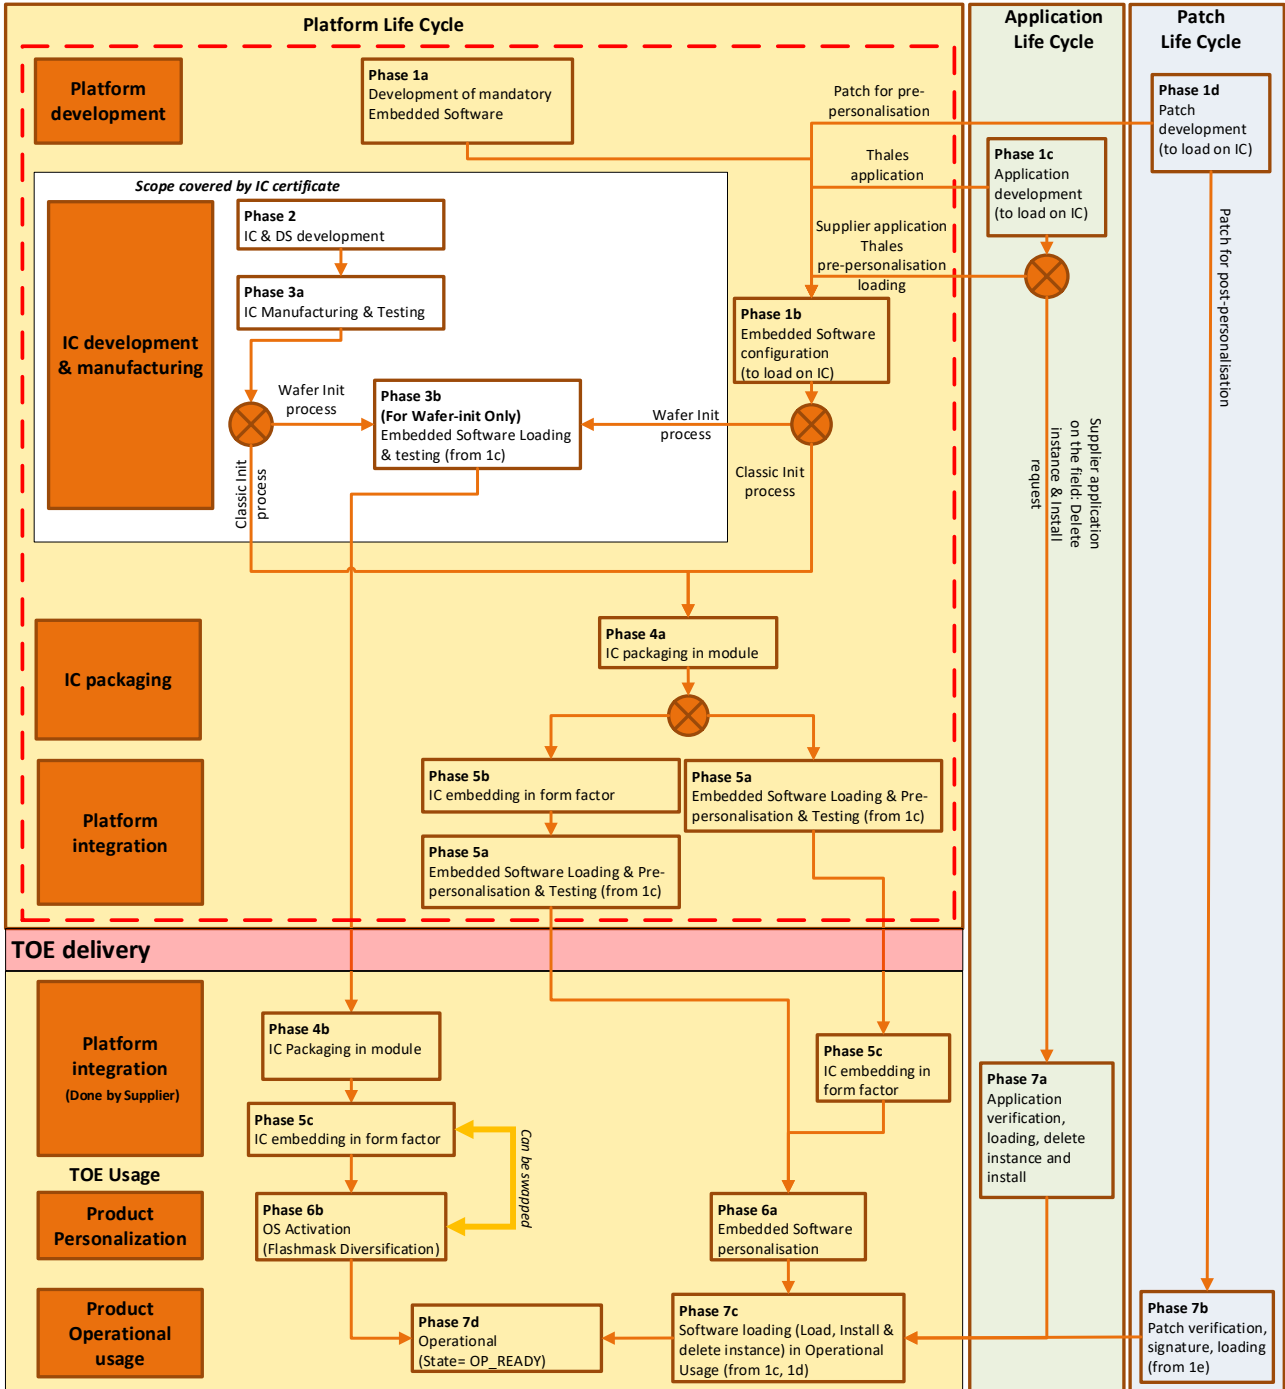 Platform Life Cycle
Application
Life Cycle
Patch
Life Cycle
Platform
development
Phase 1a
Development of mandatory
Embedded Software
Patch for pre-
personalisation
Phase 1d
Patch
development
(to load on IC)
Thales
application
Phase 1c
Application
development
(to load on IC)
Scope covered by IC certificate
IC development
& manufacturing
Phase 2
IC & DS development
Phase 3a
IC Manufacturing & Testing
Supplier application
Thales
pre-personalisation
loading
Patch for post-personalisation
Phase 1b
Embedded Software
configuration
(to load on IC)
Wafer Init
process
Phase 3b
(For Wafer-init Only)
Embedded Software Loading
& testing (from 1c)
Wafer Init
process
Classic Init
process
Classic Init
process
Supplier application
on the field: Delete
instance & Install
request
IC packaging
Phase 4a
IC packaging in module
Platform
integration
Phase 5b
IC embedding in form factor
Phase 5a
Embedded Software Loading & Pre-
personalisation & Testing (from 1c)
Phase 5a
Embedded Software Loading & Pre-
personalisation & Testing (from 1c)
TOE delivery
Platform
integration
(Done by Supplier)
Phase 4b
IC Packaging in module
Phase 5c
IC embedding in
form factor
Phase 5c
IC embedding in form factor
Can be swapped
Phase 7a
Application
verification,
loading, delete
instance and
install
TOE Usage
Product
Personalization
Phase 6b
OS Activation
(Flashmask Diversification)
Phase 6a
Embedded Software
personalisation
Product
Operational
usage
Phase 7d
Operational
(State= OP_READY)
Phase 7c
Software loading (Load, Install &
delete instance) in Operational
Usage (from 1c, 1d)
Phase 7b
Patch verification,
signature, loading
(from 1e)